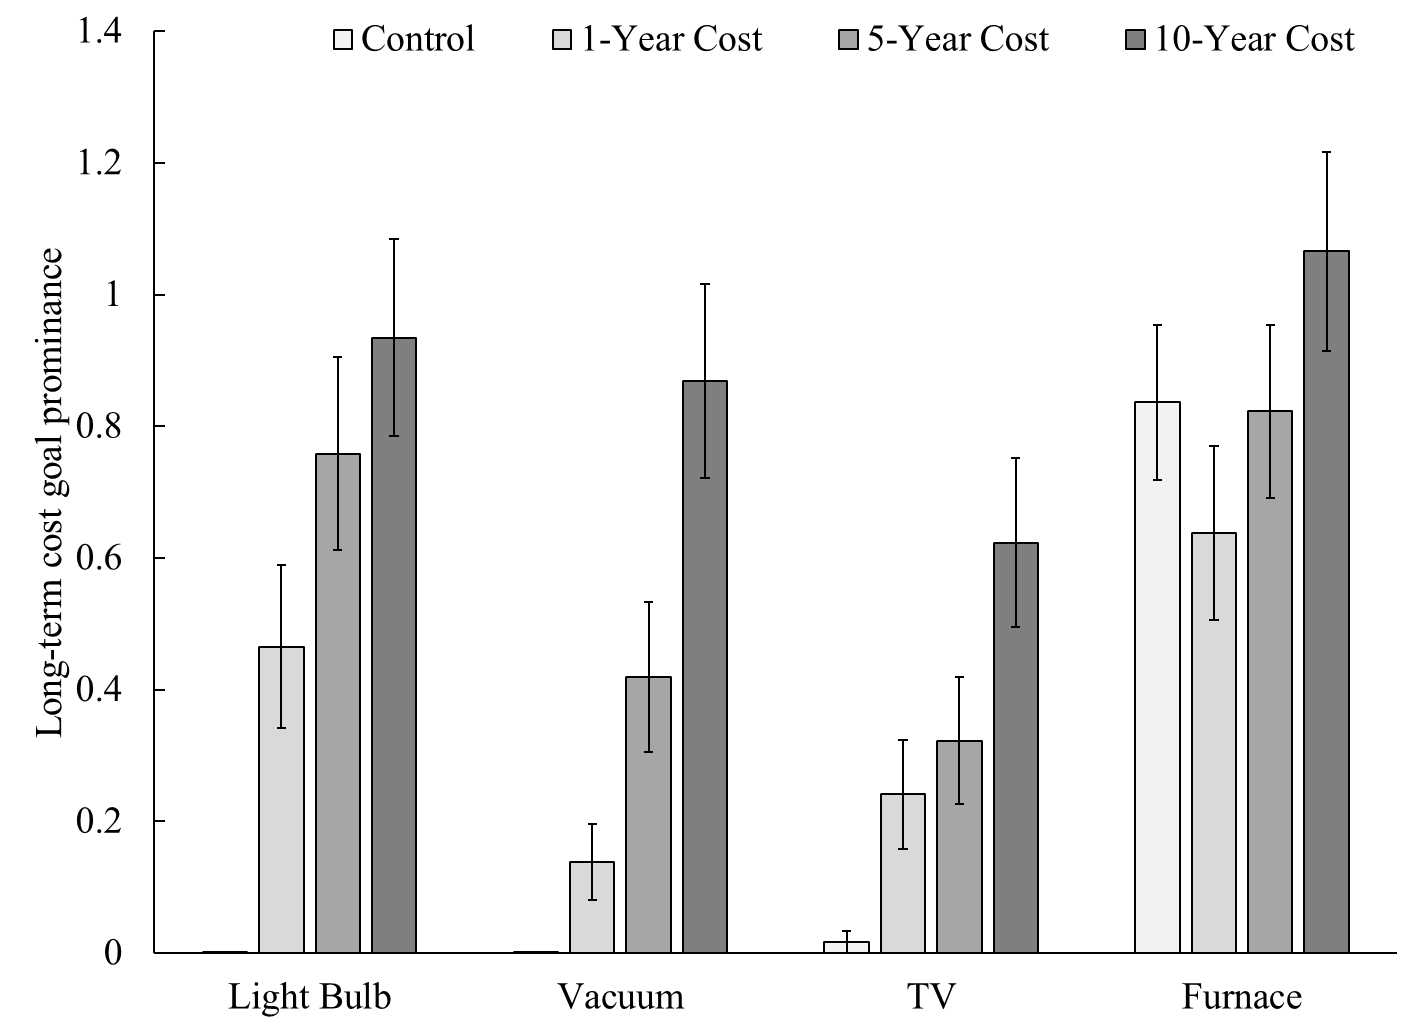 1.4
Control 1-Year Cost 5-Year Cost 10-Year Cost
1.2
1
0.8
0.6
0.4
0.2
0
Long-term cost goal prominance
Light Bulb Vacuum TV Furnace